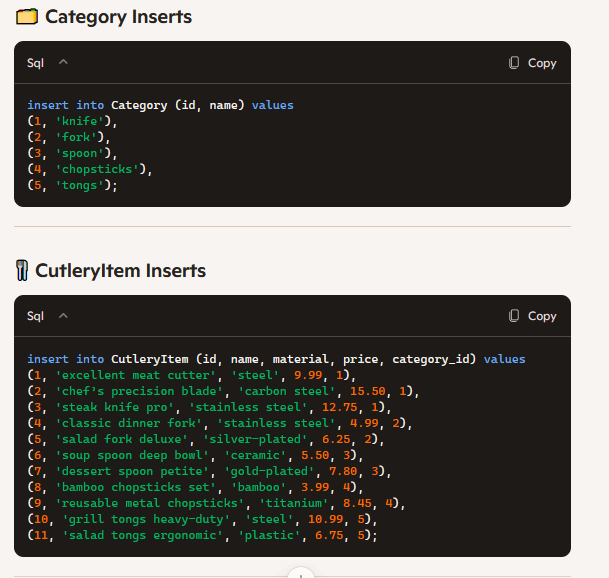 Category Inserts
Sql
Copy
insert into Category (id, name) values
(1, 'knife'),
(2, 'fork'),
(3, 'spoon'),
(4, 'chopsticks'),
(5, 'tongs');
CutleryItem Inserts
Sql
Copy
insert into CutleryItem (id, name, material, price, category_id) values
(1, 'excellent meat cutter', 'steel', 9.99, 1),
(2, 'chef’s precision blade', 'carbon steel', 15.50, 1),
(3, 'steak knife pro', 'stainless steel', 12.75, 1),
(4, 'classic dinner fork', 'stainless steel', 4.99, 2),
(5, 'salad fork deluxe', 'silver-plated', 6.25, 2),
(6, 'soup spoon deep bowl', 'ceramic', 5.50, 3),
(7, 'dessert spoon petite', 'gold-plated', 7.80, 3),
(8, 'bamboo chopsticks set', 'bamboo', 3.99, 4),
(9, 'reusable metal chopsticks', 'titanium', 8.45, 4),
(10, 'grill tongs heavy-duty', 'steel', 10.99, 5),
(11, 'salad tongs ergonomic', 'plastic', 6.75, 5);